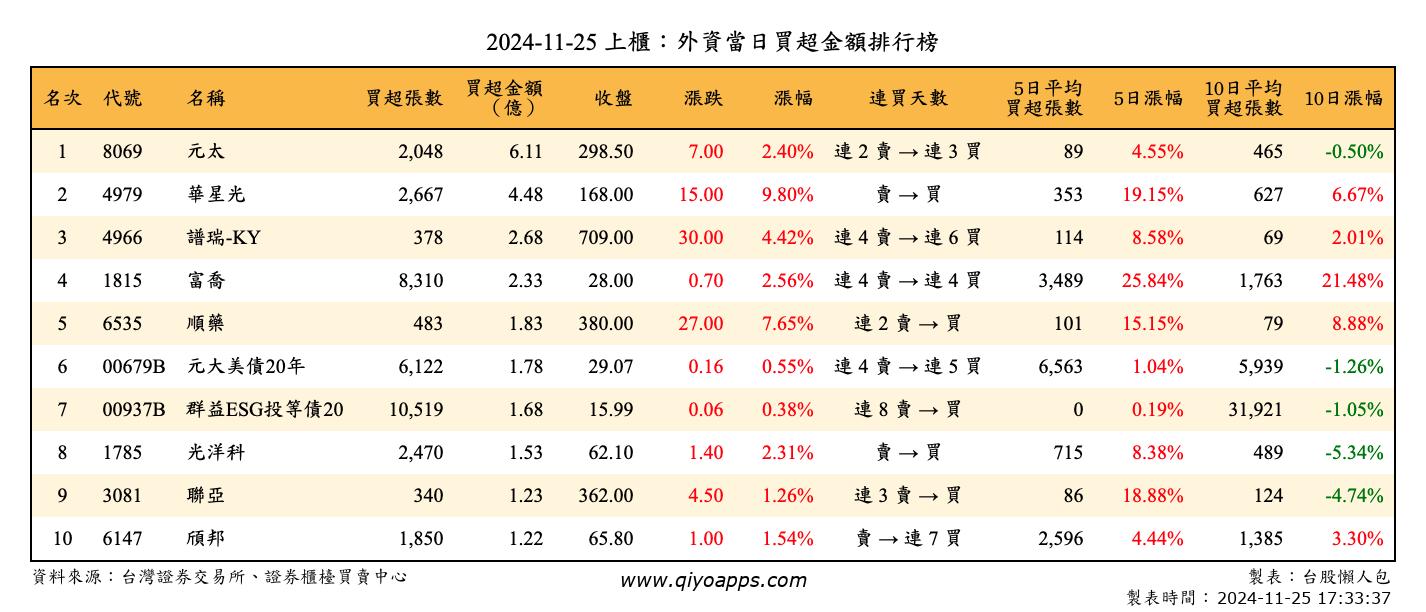 2024-11-25 上櫃：外資當日買超金額排行榜
名次 代號 名稱 買超張數 買超金額（億） 收盤 漲跌 漲幅 連買天數 5日平均買超張數 5日漲幅 10日平均買超張數 10日漲幅
1 8069 元太 2,048 6.11 298.50 7.00 2.40% 連 2 賣 → 連 3 買 89 4.55% 465 -0.50%
2 4979 華星光 2,667 4.48 168.00 15.00 9.80% 賣 → 買 353 19.15% 627 6.67%
3 4966 譜瑞-KY 378 2.68 709.00 30.00 4.42% 連 4 賣 → 連 6 買 114 8.58% 69 2.01%
4 1815 富喬 8,310 2.33 28.00 0.70 2.56% 連 4 賣 → 連 4 買 3,489 25.84% 1,763 21.48%
5 6535 順藥 483 1.83 380.00 27.00 7.65% 連 2 賣 → 買 101 15.15% 79 8.88%
6 00679B 元大美債20年 6,122 1.78 29.07 0.16 0.55% 連 4 賣 → 連 5 買 6,563 1.04% 5,939 -1.26%
7 00937B 群益ESG投等債20 10,519 1.68 15.99 0.06 0.38% 連 8 賣 → 買 0 0.19% 31,921 -1.05%
8 1785 光洋科 2,470 1.53 62.10 1.40 2.31% 賣 → 買 715 8.38% 489 -5.34%
9 3081 聯亞 340 1.23 362.00 4.50 1.26% 連 3 賣 → 買 86 18.88% 124 -4.74%
10 6147 頎邦 1,850 1.22 65.80 1.00 1.54% 賣 → 連 7 買 2,596 4.44% 1,385 3.30%
資料來源：台灣證券交易所、證券櫃檯買賣中心 www.qiyoapps.com 製表：台股懶人包
製表時間：2024-11-25 17:33:37